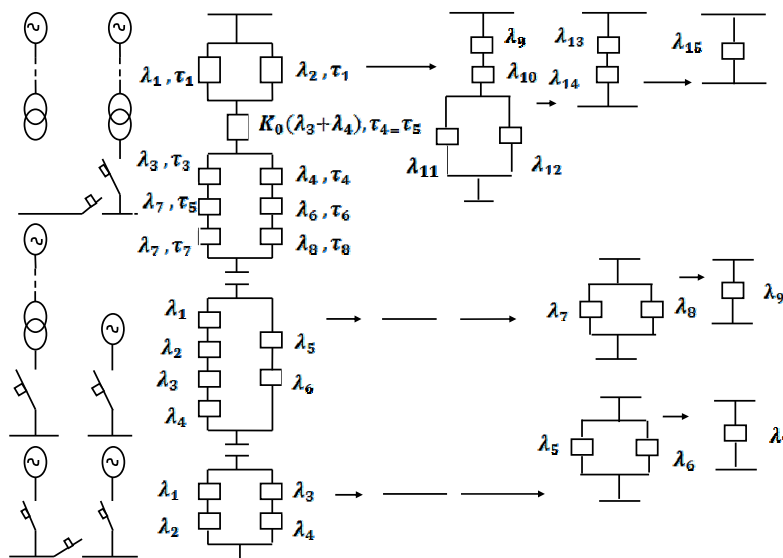 λ₁ , τ₁
λ₂ , τ₁
K₀(λ₃+λ₄), τ₄₌τ₅
λ₃ , τ₃
λ₄ , τ₄
λ₇ , τ₅
λ₆ , τ₆
λ₇ , τ₇
λ₈ , τ₈
λ₉
λ₁₀
λ₁₁
λ₁₂
λ₁₃
λ₁₄
λ₁₅
λ₁
λ₂
λ₃
λ₄
λ₅
λ₆
λ₇
λ₈
λ₉
λ₁
λ₂
λ₃
λ₄
λ₅
λ₆